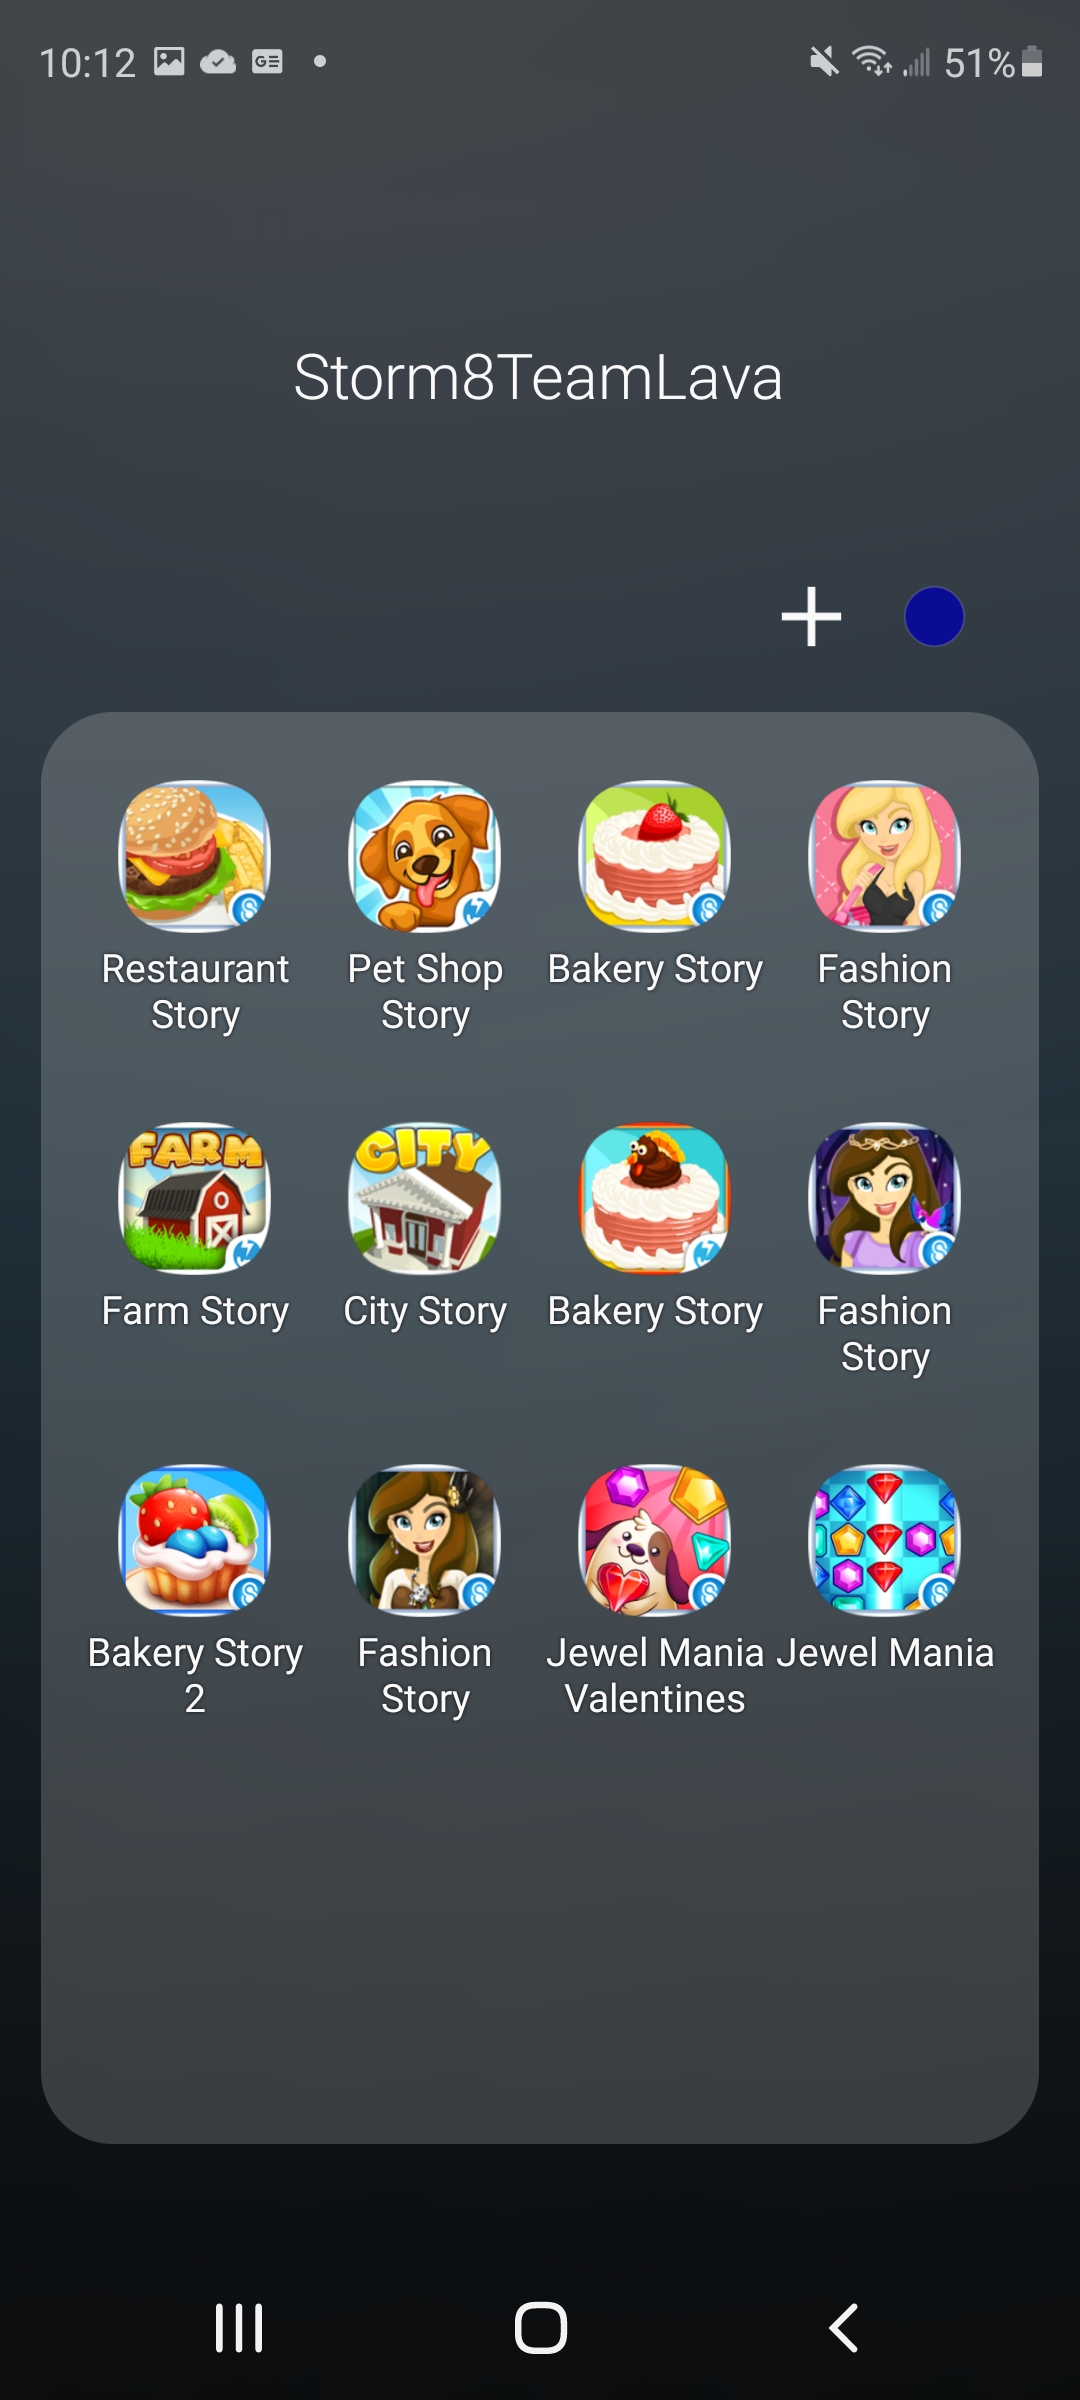 10:12
51%
Storm8TeamLava
Restaurant
Story
Pet Shop
Story
Bakery Story
Fashion
Story
FARM
Farm Story
CITY
City Story
Bakery Story
Fashion
Story
Bakery Story
2
Fashion
Story
Jewel Mania
Valentines
Jewel Mania